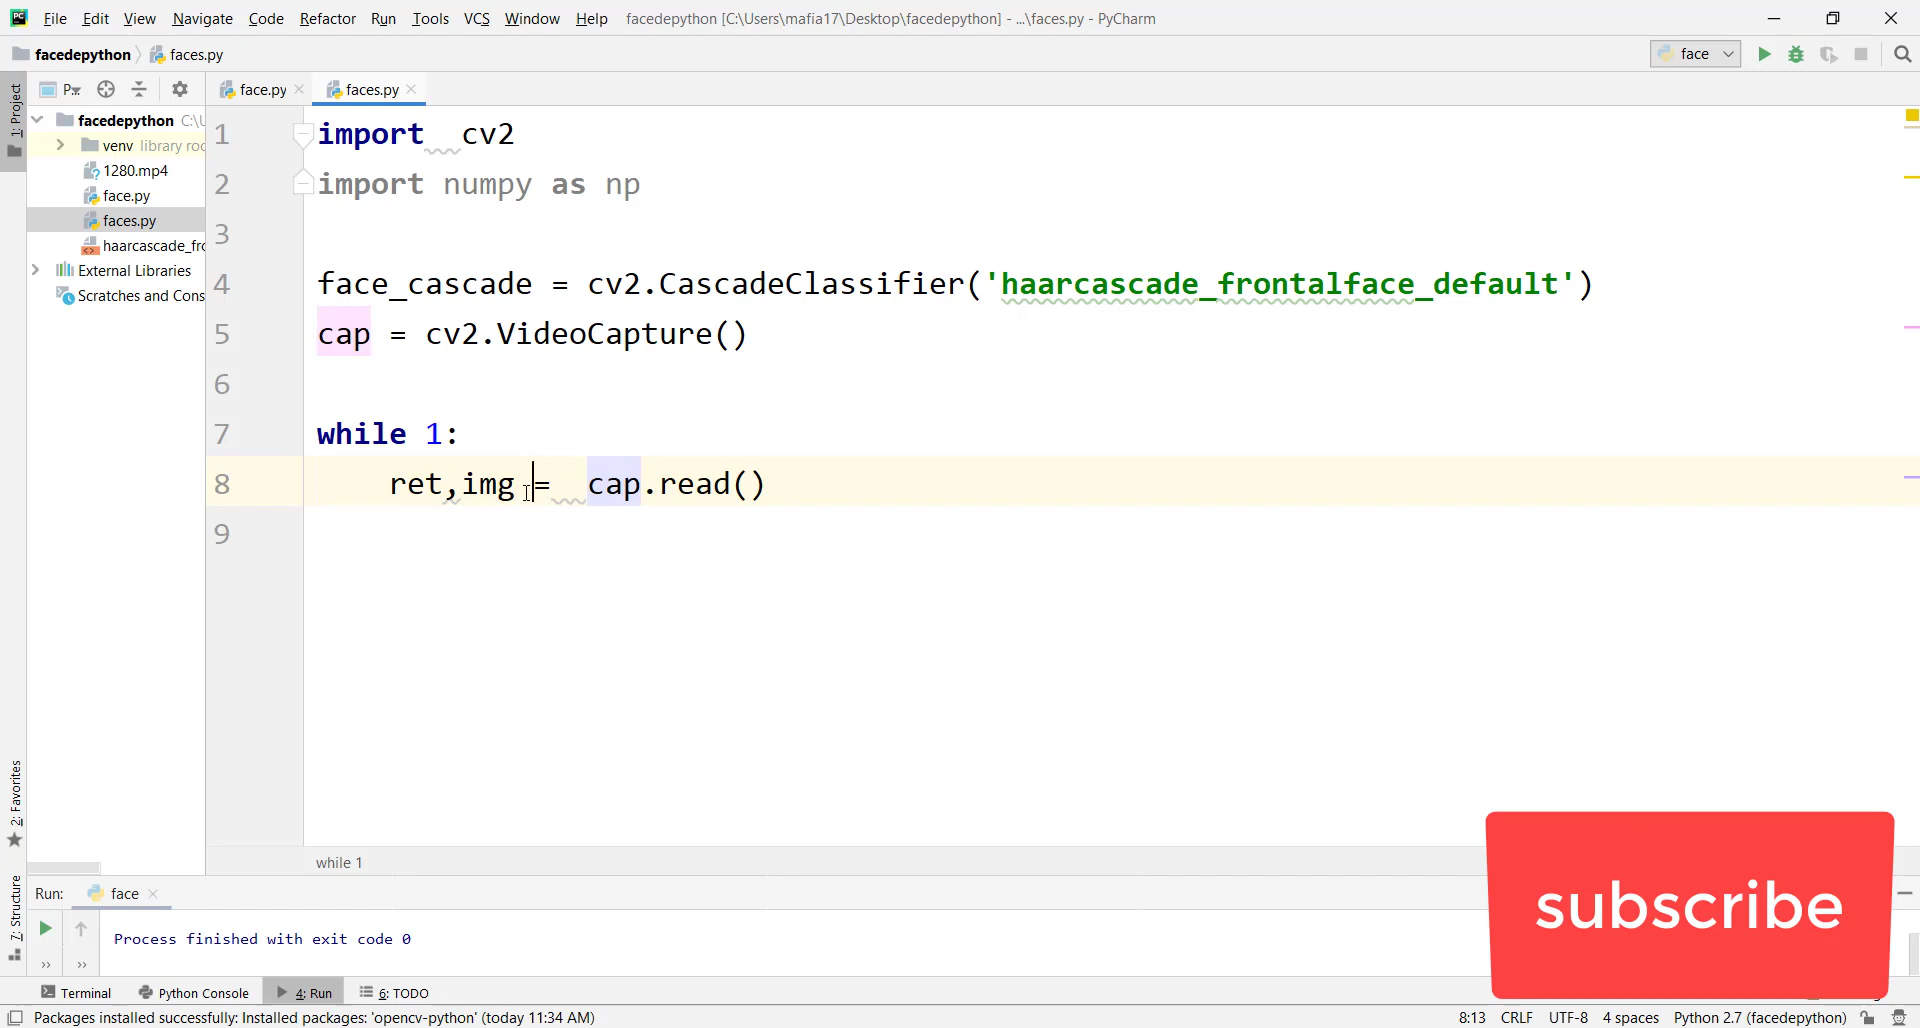 File Edit View Navigate Code Refactor Run Tools VCS Window Help facedepython [C:\Users\mafia17\Desktop\facedepython] - ...\faces.py - PyCharm
facedepython faces.py face
1: Project P... face.py faces.py
facedepython C:\U
venv library roo
1280.mp4
face.py
faces.py
haarcascade_fro
External Libraries
Scratches and Cons
1 import  cv2
2 import numpy as np
3
4 face_cascade = cv2.CascadeClassifier('haarcascade_frontalface_default')
5 cap = cv2.VideoCapture()
6
7 while 1:
8     ret,img =  cap.read()
9
2: Favorites
7: Structure
while 1
Run: face
Process finished with exit code 0
subscribe
Terminal Python Console 4: Run 6: TODO
Packages installed successfully: Installed packages: 'opencv-python' (today 11:34 AM) 8:13 CRLF UTF-8 4 spaces Python 2.7 (facedepython)